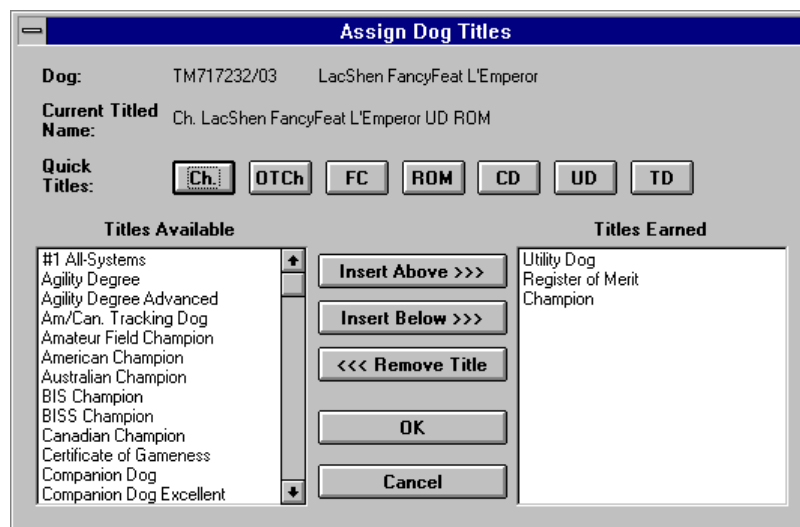 Assign Dog Titles
Dog: TM717232/03 LacShen FancyFeat L'Emperor
Current Titled
Name: Ch. LacShen FancyFeat L'Emperor UD ROM
Quick
Titles: Ch. OTCh FC ROM CD UD TD
Titles Available
#1 All-Systems
Agility Degree
Agility Degree Advanced
Am/Can. Tracking Dog
Amateur Field Champion
American Champion
Australian Champion
BIS Champion
BISS Champion
Canadian Champion
Certificate of Gameness
Companion Dog
Companion Dog Excellent
Insert Above >>>
Insert Below >>>
<<< Remove Title
OK
Cancel
Titles Earned
Utility Dog
Register of Merit
Champion